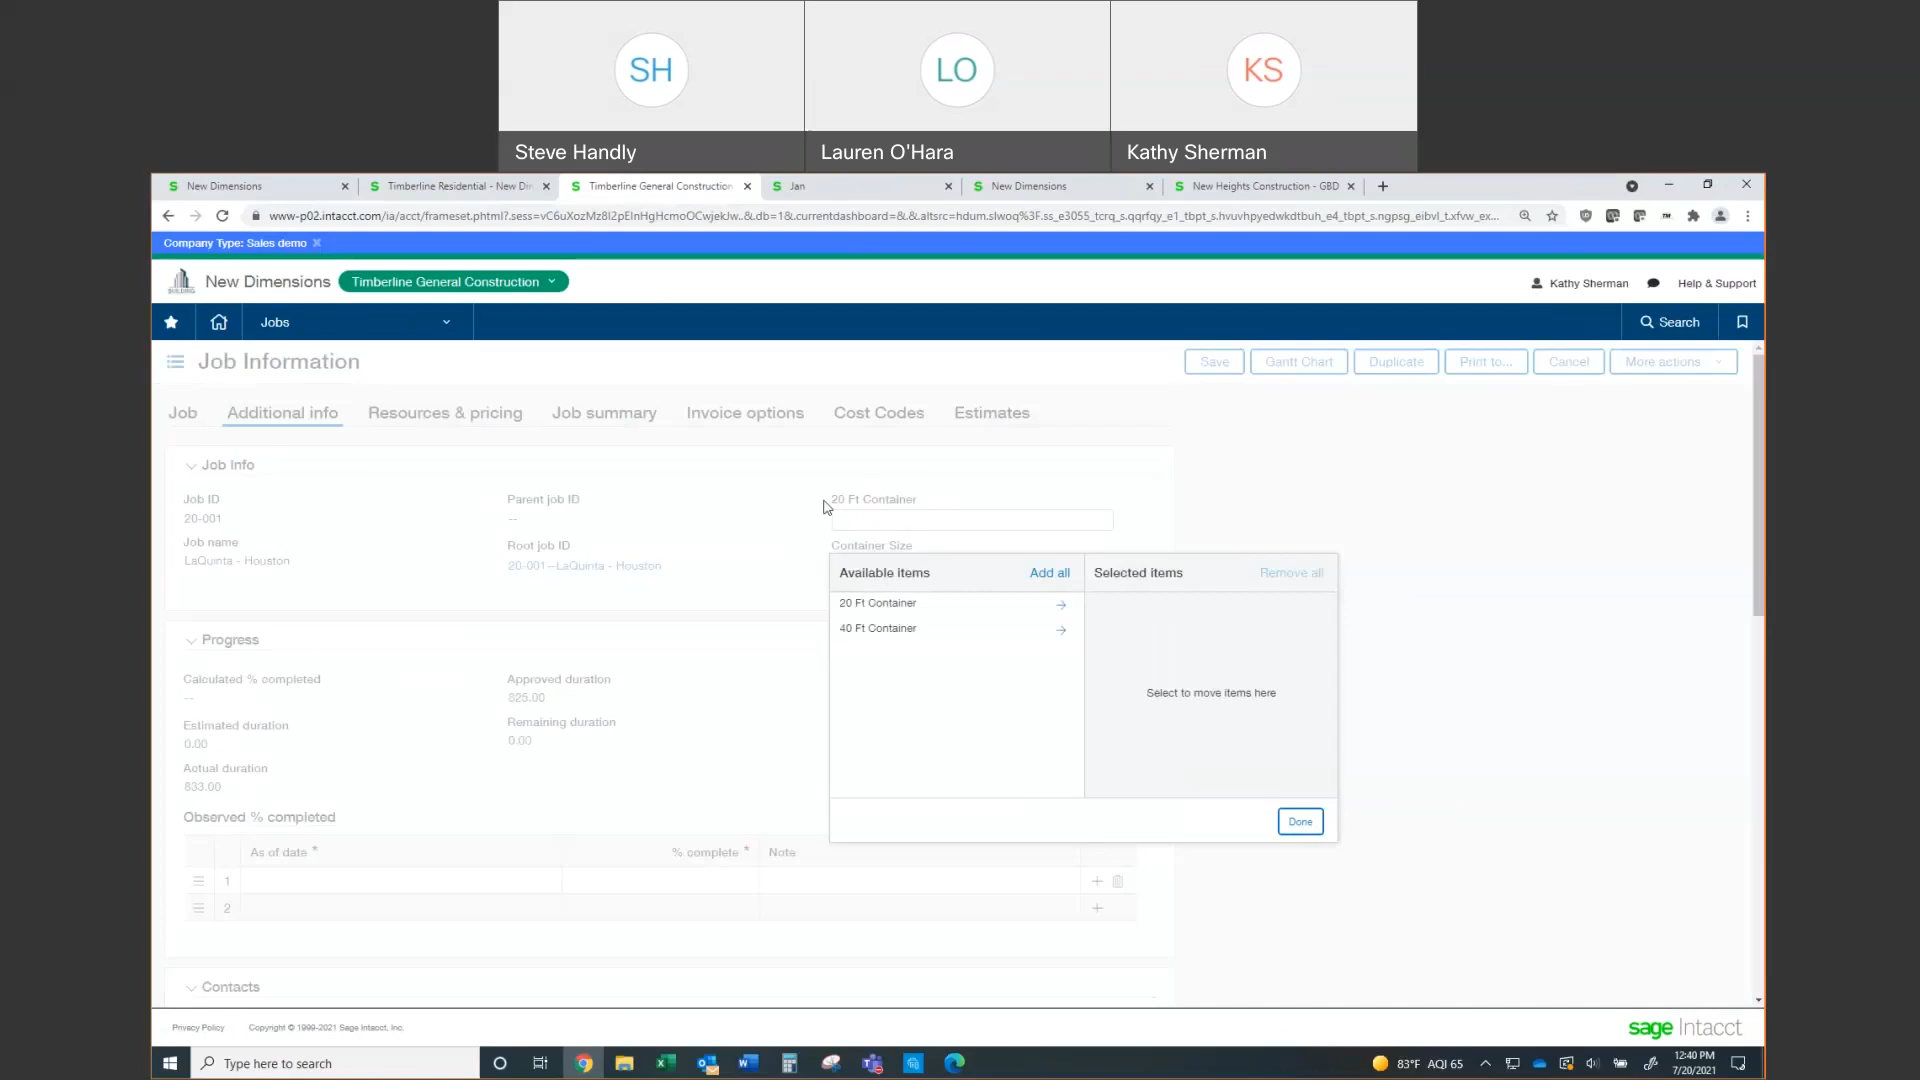 SH
LO
KS
Steve Handly
Lauren O'Hara
Kathy Sherman
New Dimensions
Timberline Residential - New Din
Timberline General Construction
Jan
New Dimensions
New Heights Construction - GBD
Company Type: Sales demo
New Dimensions
Timberline General Construction
Kathy Sherman
Help & Support
Jobs
Search
Job Information
Save
Gantt Chart
Duplicate
Print to...
Cancel
More actions
Job
Additional info
Resources & pricing
Job summary
Invoice options
Cost Codes
Estimates
Job Info
Job ID
20-001
Job name
LaQuinta - Houston
Parent job ID
--
Root job ID
20-001--LaQuinta - Houston
20 Ft Container
Container Size
Available items
Add all
Selected items
Remove all
20 Ft Container
40 Ft Container
Select to move items here
Done
Progress
Calculated % completed
--
Estimated duration
0.00
Actual duration
833.00
Approved duration
825.00
Remaining duration
0.00
Observed % completed
As of date *
% complete *
Note
1
2
Contacts
Privacy Policy
Copyright © 1999-2021 Sage Intacct, Inc.
sage Intacct
Type here to search
83°F AQI 65
12:40 PM
7/20/2021